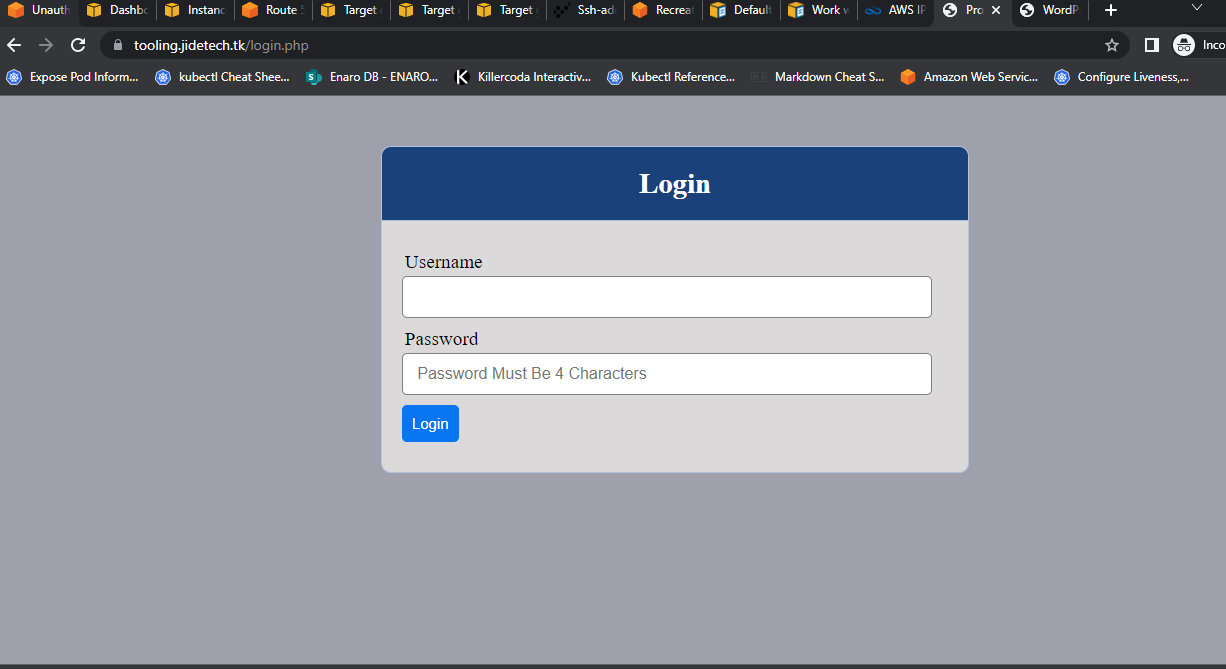 Unauth Dashbo Instanc Route 5 Target Target Target Ssh-ad Recreat Default Work w AWS IP Pro WordP
tooling.jidetech.tk/login.php Inco
Expose Pod Inform... kubectl Cheat Shee... Enaro DB - ENARO... Killercoda Interactiv... Kubectl Reference... Markdown Cheat S... Amazon Web Servic... Configure Liveness,...
Login
Username
Password
Password Must Be 4 Characters
Login